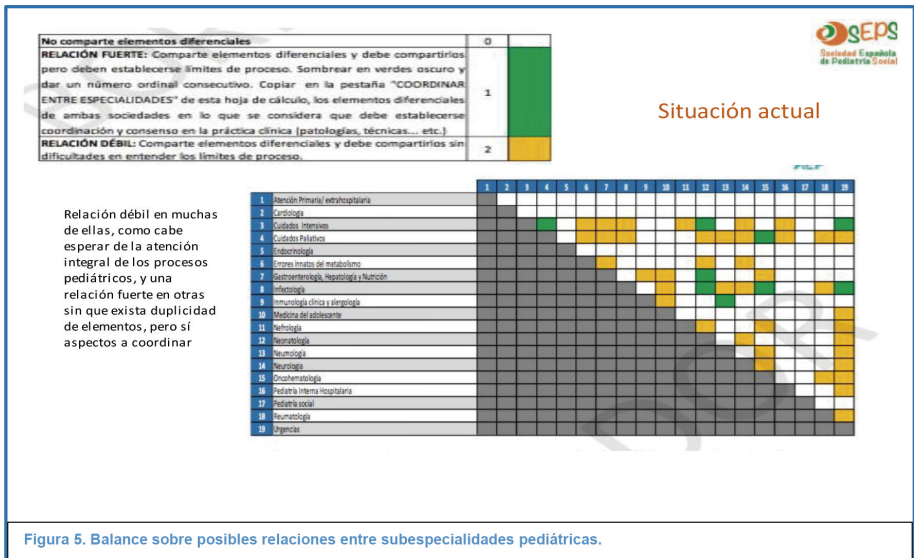 SEPS
Sociedad Española
de Pediatría Social
No comparte elementos diferenciales 0
RELACIÓN FUERTE: Comparte elementos diferenciales y debe compartirlos
pero deben establecerse límites de proceso. Sombrear en verdes oscuro y
dar un número ordinal consecutivo. Copiar en la pestaña "COORDINAR
ENTRE ESPECIALIDADES" de esta hoja de cálculo, los elementos diferenciales
de ambas sociedades en lo que se considera que debe establecerse
coordinación y consenso en la práctica clínica (patologías, técnicas... etc.)
1
RELACIÓN DÉBIL: Comparte elementos diferenciales y debe compartirlos sin
dificultades en entender los límites de proceso.
2
Situación actual
Relación débil en muchas
de ellas, como cabe
esperar de la atención
integral de los procesos
pediátricos, y una
relación fuerte en otras
sin que exista duplicidad
de elementos, pero sí
aspectos a coordinar
1 2 3 4 5 6 7 8 9 10 11 12 13 14 15 16 17 18 19
1 Atención Primaria/ extrahospitalaria
2 Cardiología
3 Cuidados Intensivos
4 Cuidados Paliativos
5 Endocrinología
6 Errores innatos del metabolismo
7 Gastroenterología, Hepatología y Nutrición
8 Infectología
9 Inmunología clínica y alergología
10 Medicina del adolescente
11 Nefrología
12 Neonatología
13 Neumología
14 Neurología
15 Oncohematología
16 Pediatría Interna Hospitalaria
17 Pediatría social
18 Reumatología
19 Urgencias
Figura 5. Balance sobre posibles relaciones entre subespecialidades pediátricas.